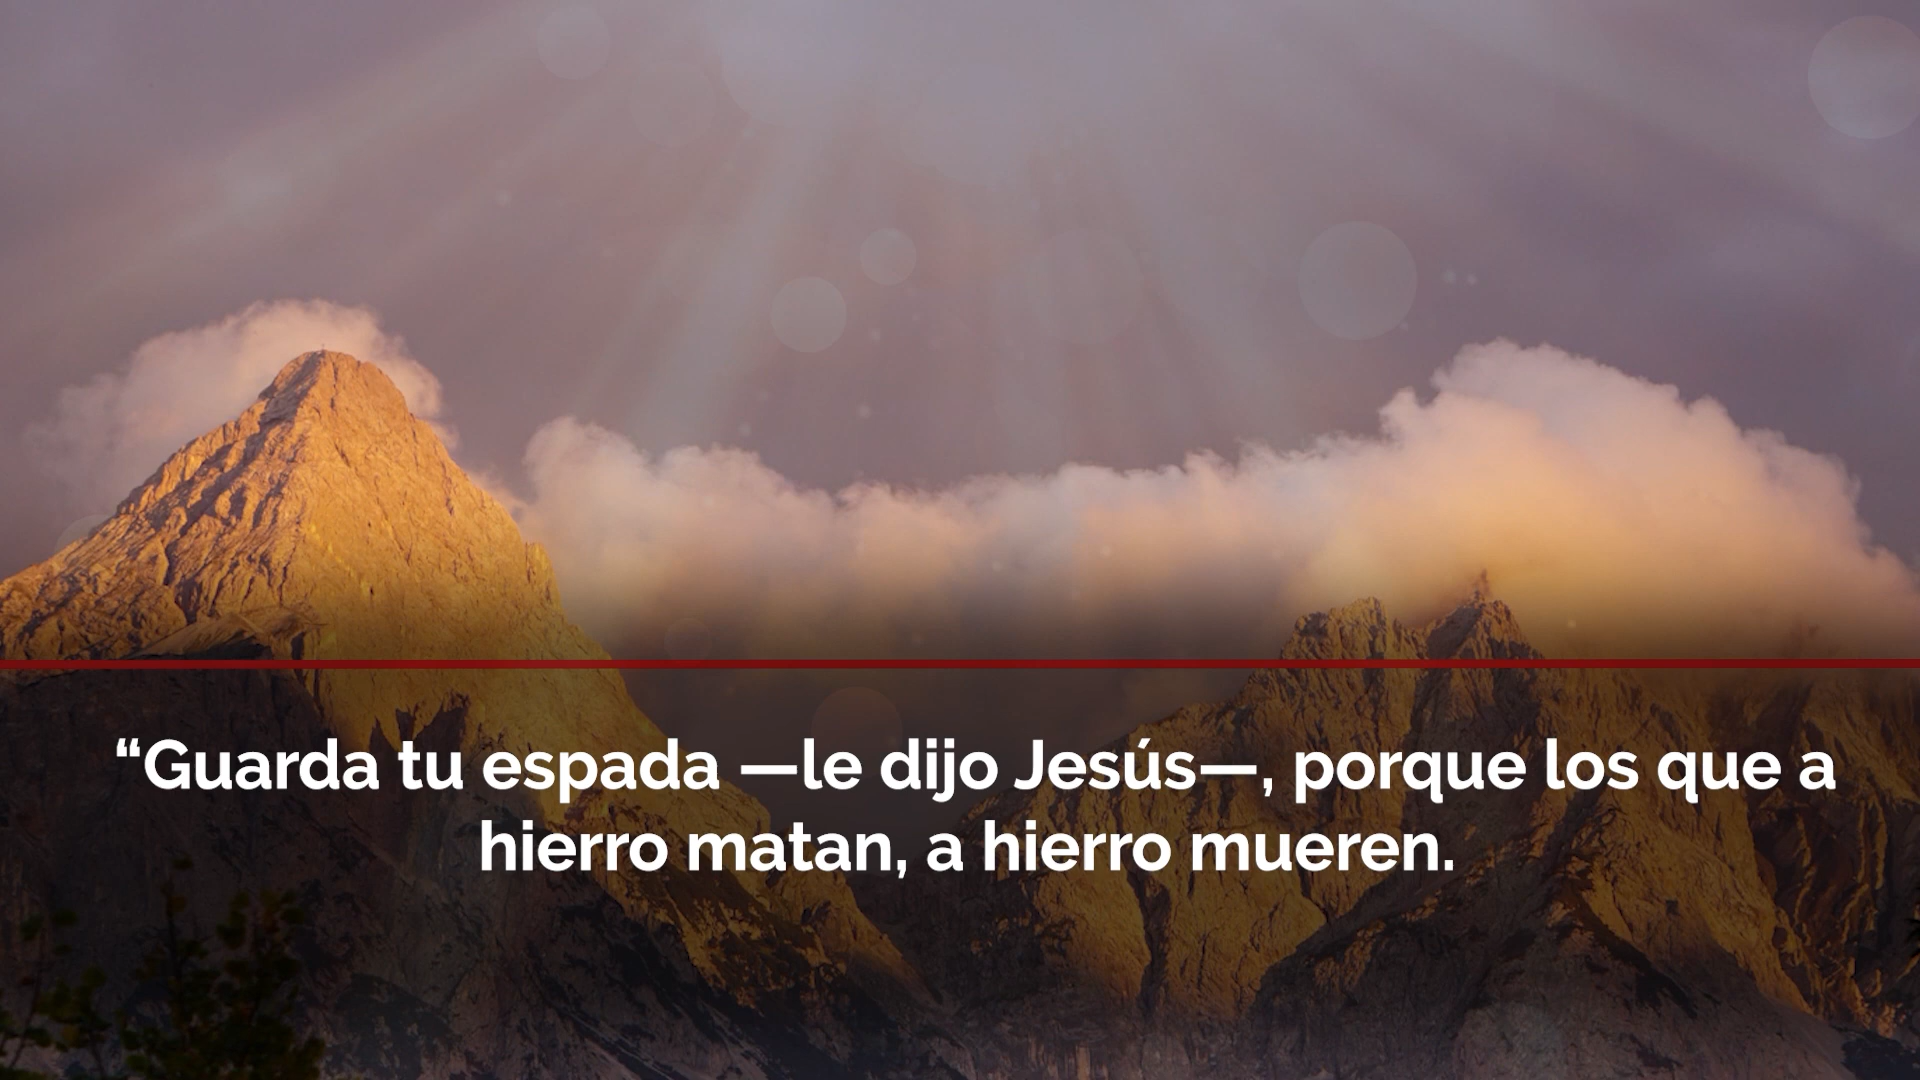 “Guarda tu espada —le dijo Jesús—, porque los que a
hierro matan, a hierro mueren.